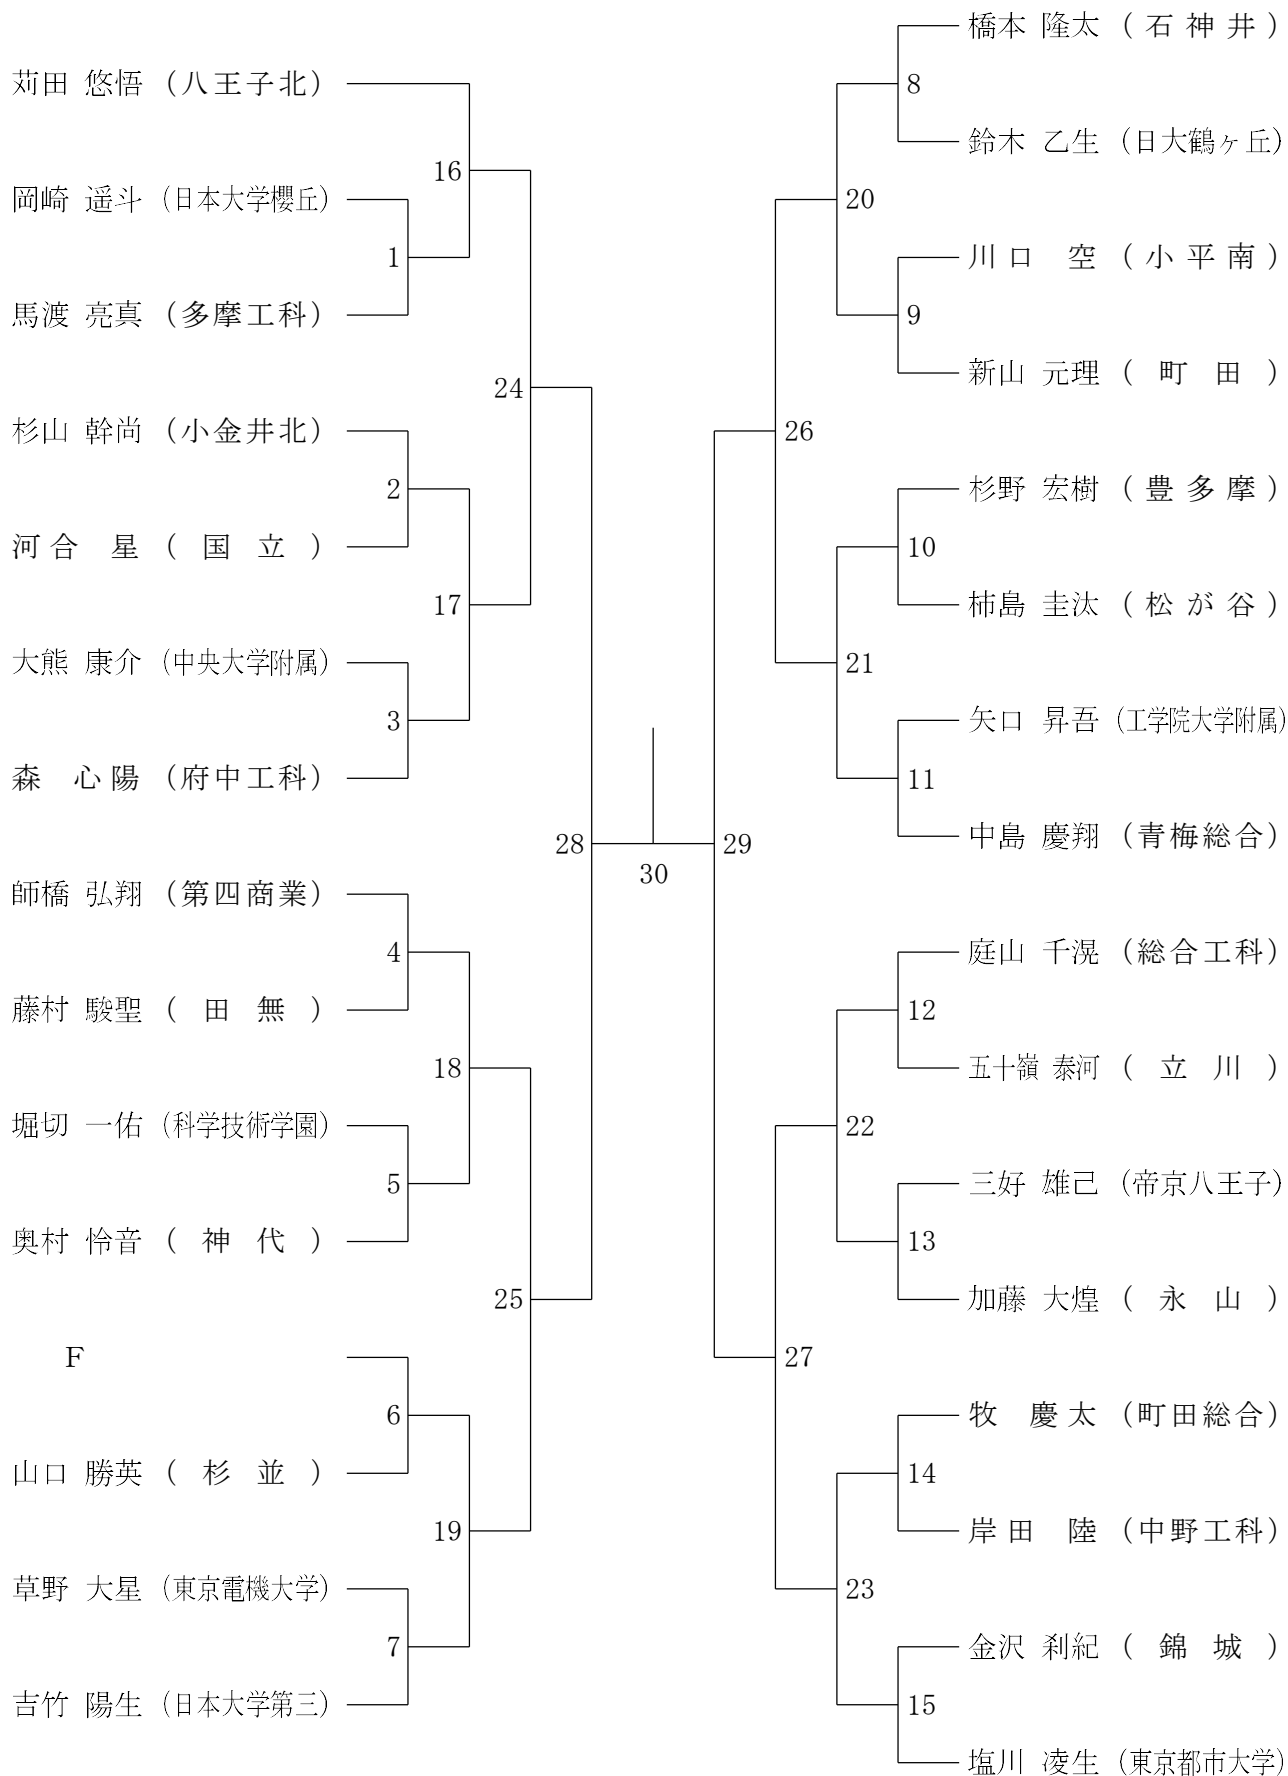 苅田 悠悟 (八王子北)
岡崎 遥斗 (日本大学櫻丘)
馬渡 亮真 (多摩工科)
杉山 幹尚 (小金井北)
河合 星 (国立)
大熊 康介 (中央大学附属)
森 心陽 (府中工科)
師橋 弘翔 (第四商業)
藤村 駿聖 (田無)
堀切 一佑 (科学技術学園)
奥村 怜音 (神代)
F
山口 勝英 (杉並)
草野 大星 (東京電機大学)
吉竹 陽生 (日本大学第三)
1
2
3
4
5
6
7
16
17
18
19
24
25
28
30
29
26
27
20
21
22
23
8
9
10
11
12
13
14
15
橋本 隆太 (石神井)
鈴木 乙生 (日大鶴ヶ丘)
川口 空 (小平南)
新山 元理 (町田)
杉野 宏樹 (豊多摩)
柿島 圭汰 (松が谷)
矢口 昇吾 (工学院大学附属)
中島 慶翔 (青梅総合)
庭山 千滉 (総合工科)
五十嶺 泰河 (立川)
三好 雄己 (帝京八王子)
加藤 大煌 (永山)
牧 慶太 (町田総合)
岸田 陸 (中野工科)
金沢 刹紀 (錦城)
塩川 凌生 (東京都市大学)